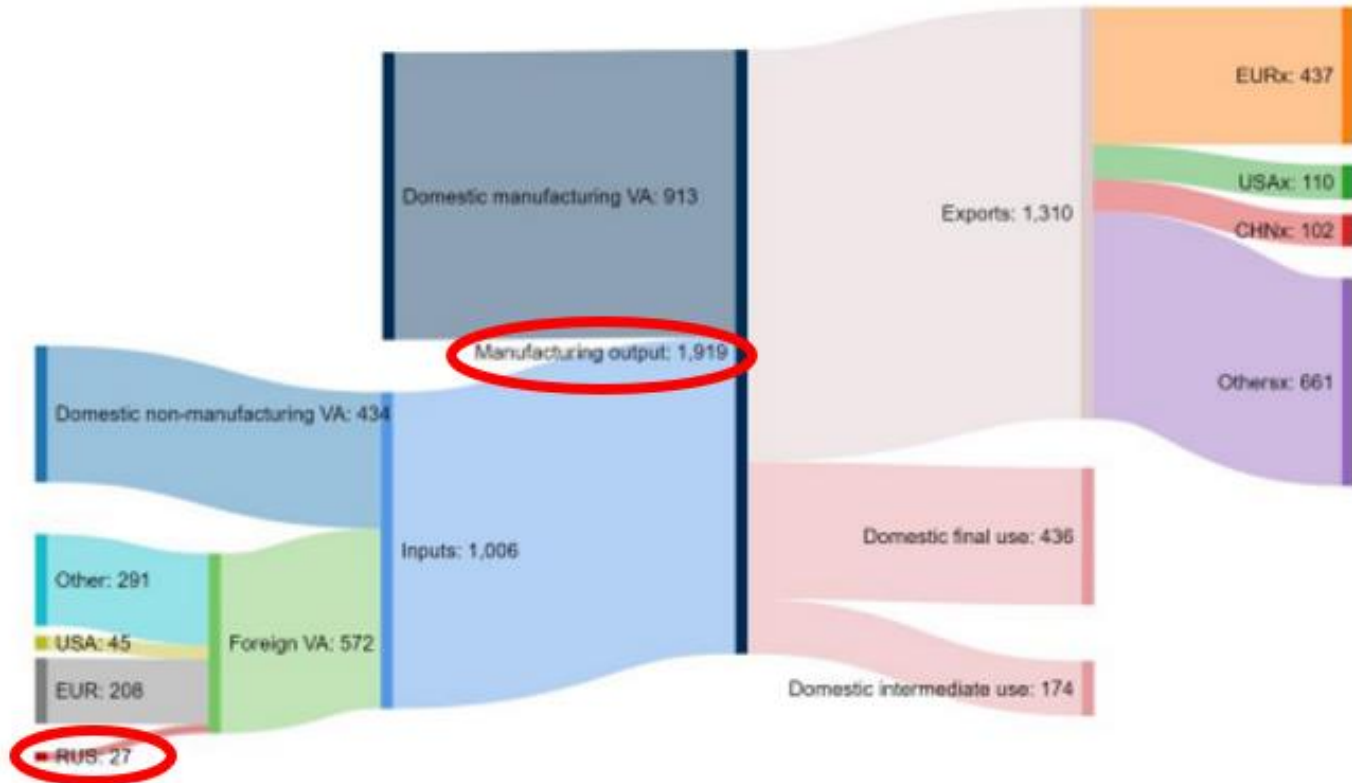 EURx: 437
USAx: 110
Domestic manufacturing VA: 913
Exports: 1,310
CHNx: 102
Manufacturing output: 1,919
Othersx: 661
Domestic non-manufacturing VA: 434
Domestic final use: 436
Inputs: 1,006
Other: 291
USA: 45
Foreign VA: 572
EUR: 208
Domestic intermediate use: 174
RUS: 27